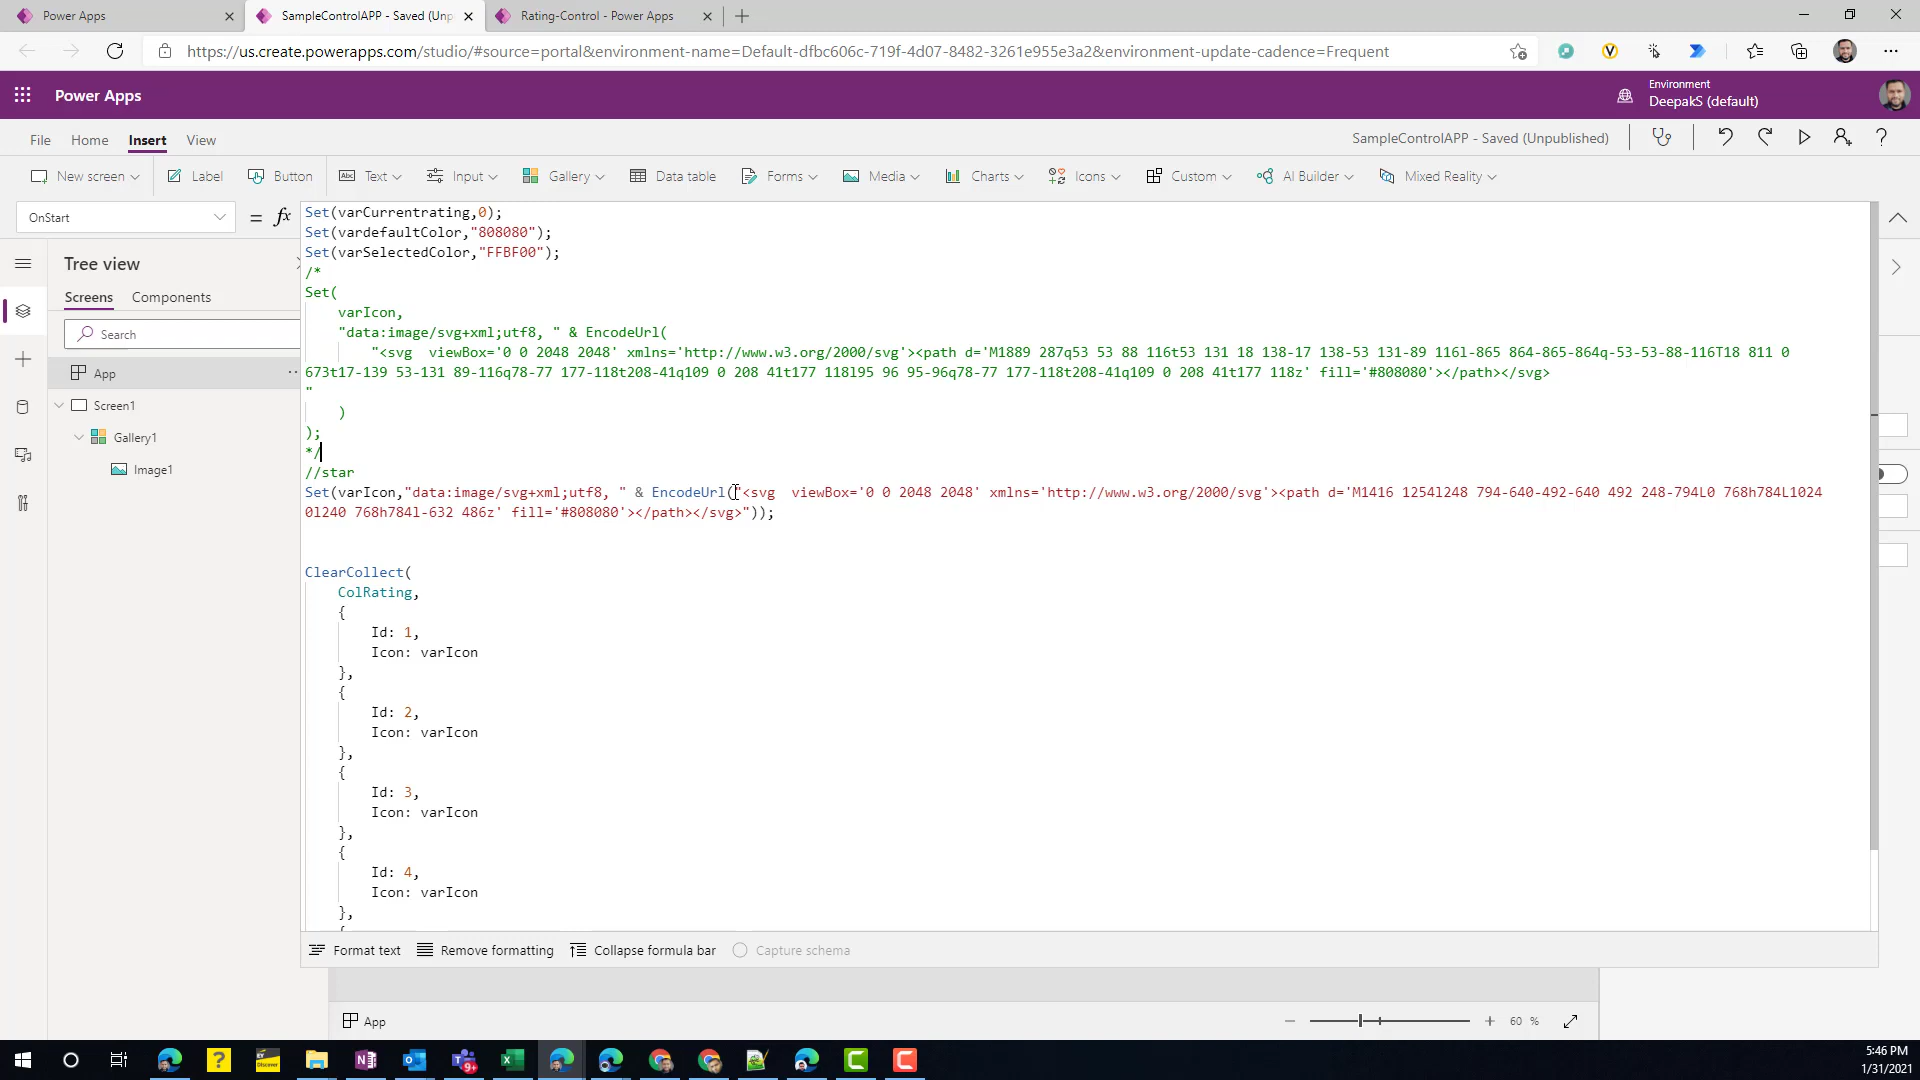 Power Apps
SampleControlAPP - Saved (Unp
Rating-Control - Power Apps
https://us.create.powerapps.com/studio/#source=portal&environment-name=Default-dfbc606c-719f-4d07-8482-3261e955e3a2&environment-update-cadence=Frequent
Power Apps
Environment
DeepakS (default)
File Home Insert View
SampleControlAPP - Saved (Unpublished)
New screen Label Button Text Input Gallery Data table Forms Media Charts Icons Custom AI Builder Mixed Reality
OnStart = fx
Set(varCurrentrating,0);
Set(vardefaultColor,"808080");
Set(varSelectedColor,"FFBF00");
/*
Set(
varIcon,
"data:image/svg+xml;utf8, " & EncodeUrl(
"<svg  viewBox='0 0 2048 2048' xmlns='http://www.w3.org/2000/svg'><path d='M1889 287q53 53 88 116t53 131 18 138-17 138-53 131-89 116l-865 864-865-864q-53-53-88-116T18 811 0
673t17-139 53-131 89-116q78-77 177-118t208-41q109 0 208 41t177 118l95 96 95-96q78-77 177-118t208-41q109 0 208 41t177 118z' fill='#808080'></path></svg>
"
)
);
*/
//star
Set(varIcon,"data:image/svg+xml;utf8, " & EncodeUrl("<svg  viewBox='0 0 2048 2048' xmlns='http://www.w3.org/2000/svg'><path d='M1416 1254l248 794-640-492-640 492 248-794L0 768h784L1024
0l240 768h784l-632 486z' fill='#808080'></path></svg>"));
ClearCollect(
ColRating,
{
Id: 1,
Icon: varIcon
},
{
Id: 2,
Icon: varIcon
},
{
Id: 3,
Icon: varIcon
},
{
Id: 4,
Icon: varIcon
},
{
Tree view
Screens Components
Search
App
Screen1
Gallery1
Image1
Format text Remove formatting Collapse formula bar Capture schema
App
60 %
EY
Discover
9+
5:46 PM
1/31/2021